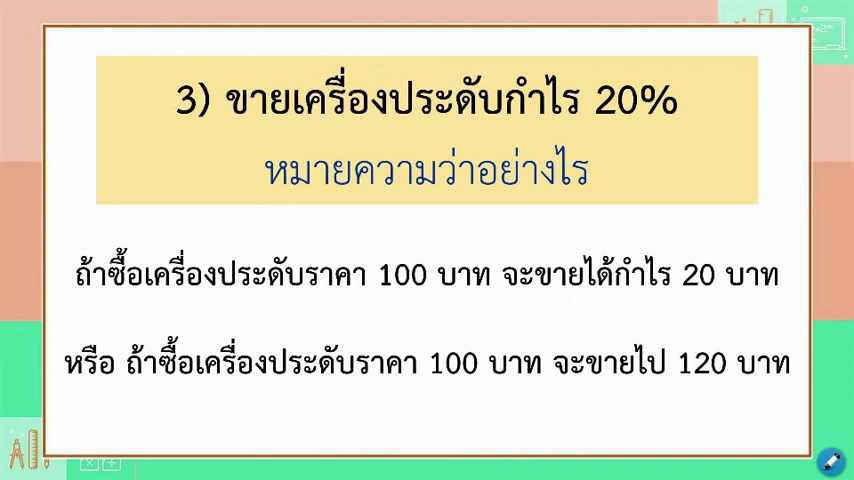 3) ขายเครื่องประดับกำไร 20%
หมายความว่าอย่างไร
ถ้าซื้อเครื่องประดับราคา 100 บาท จะขายได้กำไร 20 บาท
หรือ ถ้าซื้อเครื่องประดับราคา 100 บาท จะขายไป 120 บาท